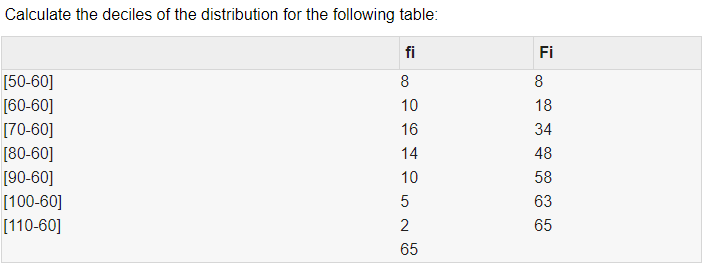 Calculate the deciles of the distribution for the following table:
fi Fi
[50-60] 8 8
[60-60] 10 18
[70-60] 16 34
[80-60] 14 48
[90-60] 10 58
[100-60] 5 63
[110-60] 2 65
65